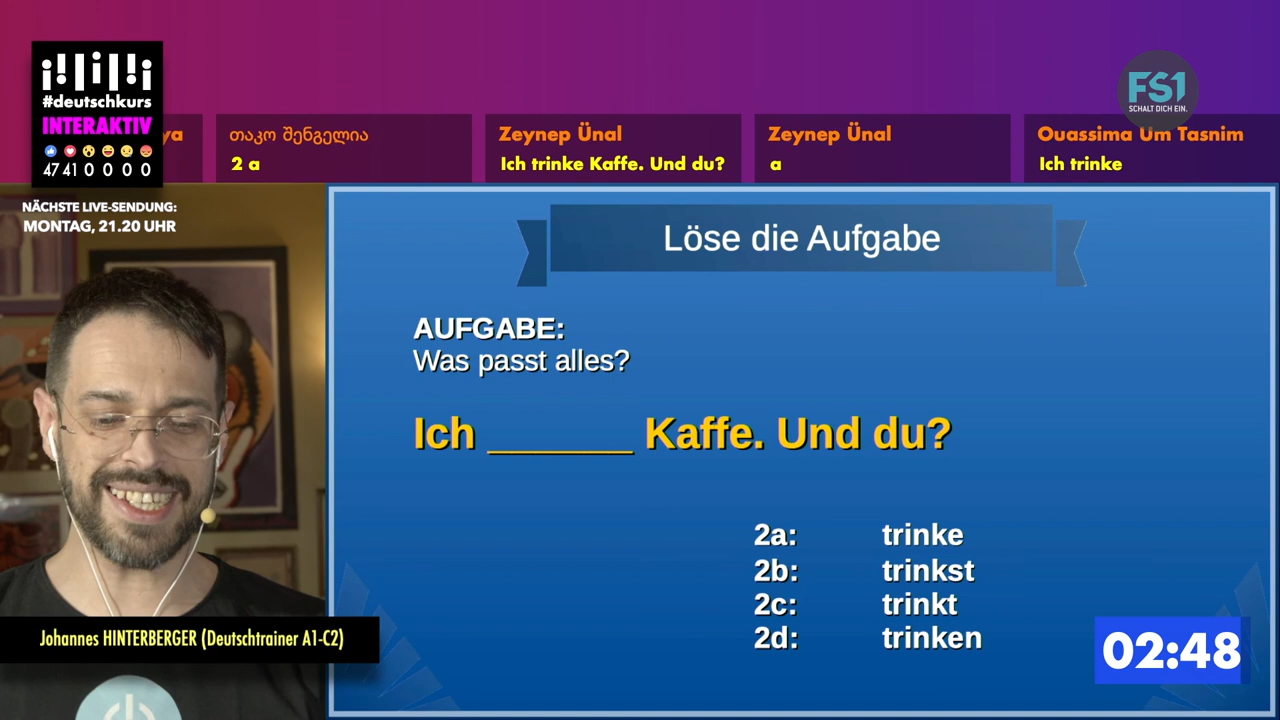 #deutschkurs
INTERAKTIV
47 41 0 0 0 0
FS1
SCHALT DICH EIN.
ya
თაკო შენგელია
2 a
Zeynep Ünal
Ich trinke Kaffe. Und du?
Zeynep Ünal
a
Ouassima Um Tasnim
Ich trinke
NÄCHSTE LIVE-SENDUNG:
MONTAG, 21.20 UHR
Löse die Aufgabe
AUFGABE:
Was passt alles?
Ich ______ Kaffe. Und du?
2a: trinke
2b: trinkst
2c: trinkt
2d: trinken
Johannes HINTERBERGER (Deutschtrainer A1-C2)
02:48